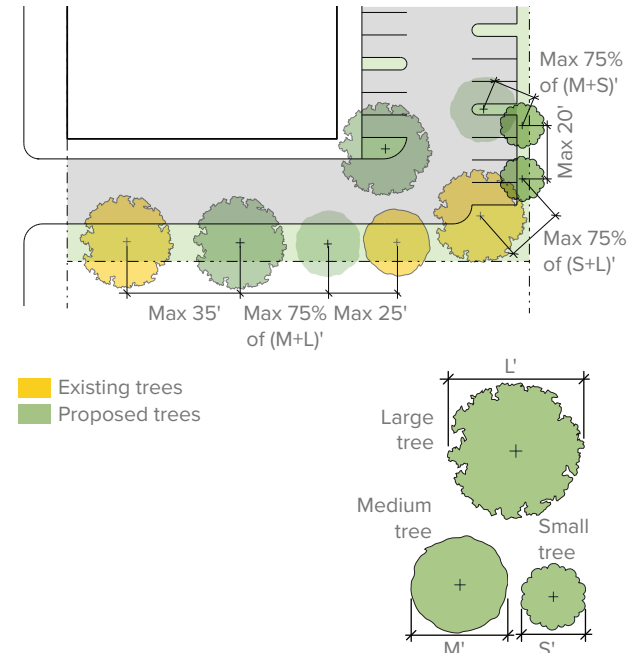 Max 75%
of (M+S)'
Max 20'
Max 75%
of (S+L)'
Max 35'
Max 75%
of (M+L)'
Max 25'
Existing trees
Proposed trees
L'
Large
tree
Medium
tree
Small
tree
M'
S'